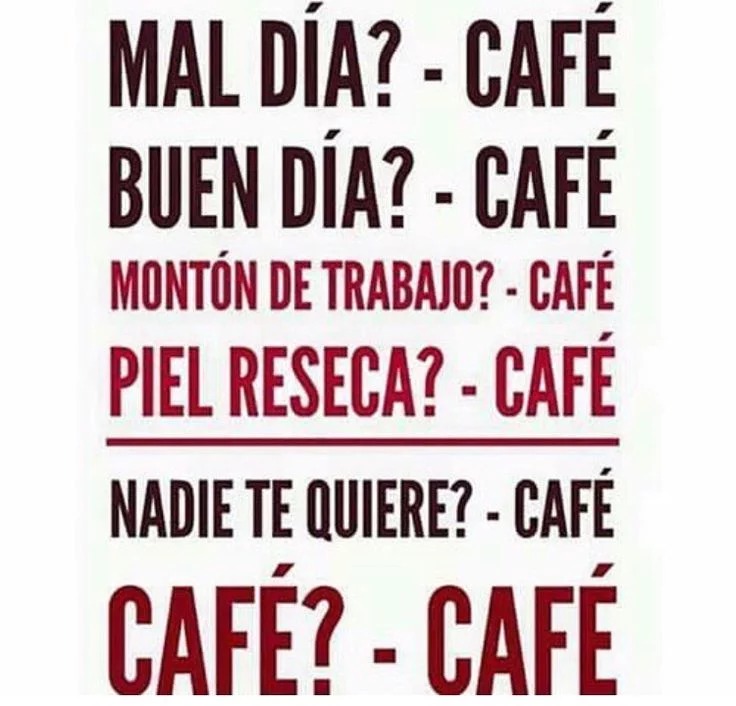 MAL DÍA? - CAFÉ
BUEN DÍA? - CAFÉ
MONTÓN DE TRABAJO? - CAFÉ
PIEL RESECA? - CAFÉ
NADIE TE QUIERE? - CAFÉ
CAFÉ? - CAFÉ